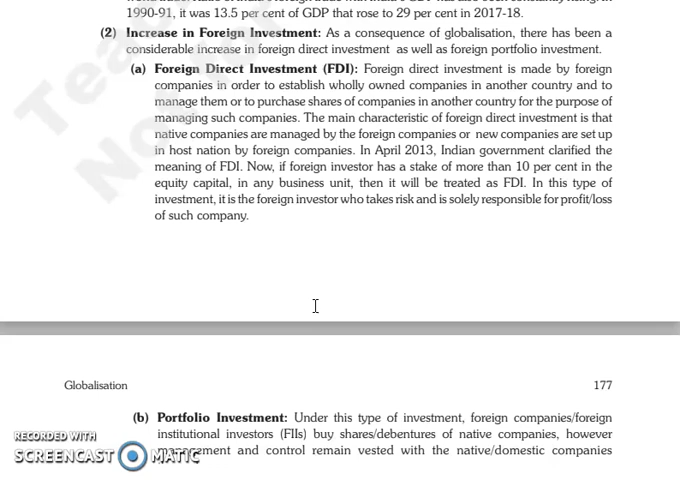 1990-91, it was 13.5 per cent of GDP that rose to 29 per cent in 2017-18.
(2) Increase in Foreign Investment: As a consequence of globalisation, there has been a
considerable increase in foreign direct investment as well as foreign portfolio investment.
(a) Foreign Direct Investment (FDI): Foreign direct investment is made by foreign
companies in order to establish wholly owned companies in another country and to
manage them or to purchase shares of companies in another country for the purpose of
managing such companies. The main characteristic of foreign direct investment is that
native companies are managed by the foreign companies or new companies are set up
in host nation by foreign companies. In April 2013, Indian government clarified the
meaning of FDI. Now, if foreign investor has a stake of more than 10 per cent in the
equity capital, in any business unit, then it will be treated as FDI. In this type of
investment, it is the foreign investor who takes risk and is solely responsible for profit/loss
of such company.
Globalisation 177
(b) Portfolio Investment: Under this type of investment, foreign companies/foreign
institutional investors (FIIs) buy shares/debentures of native companies, however
management and control remain vested with the native/domestic companies
RECORDED WITH
SCREENCAST MATIC